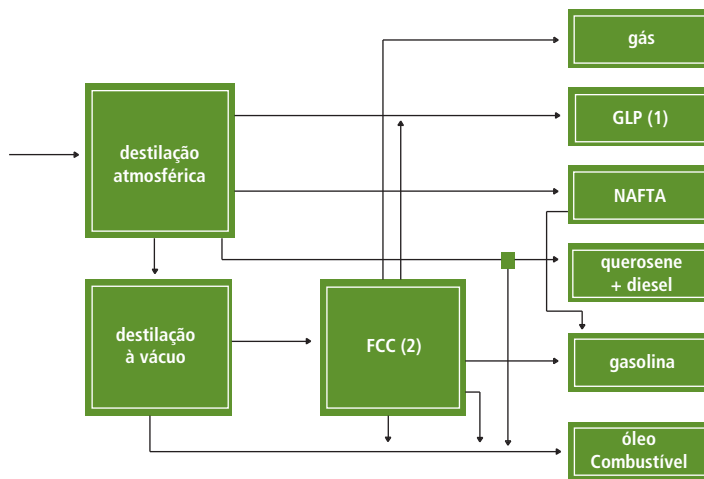 gás
destilação
atmosférica
GLP (1)
NAFTA
querosene
+ diesel
destilação
à vácuo
FCC (2)
gasolina
óleo
Combustível